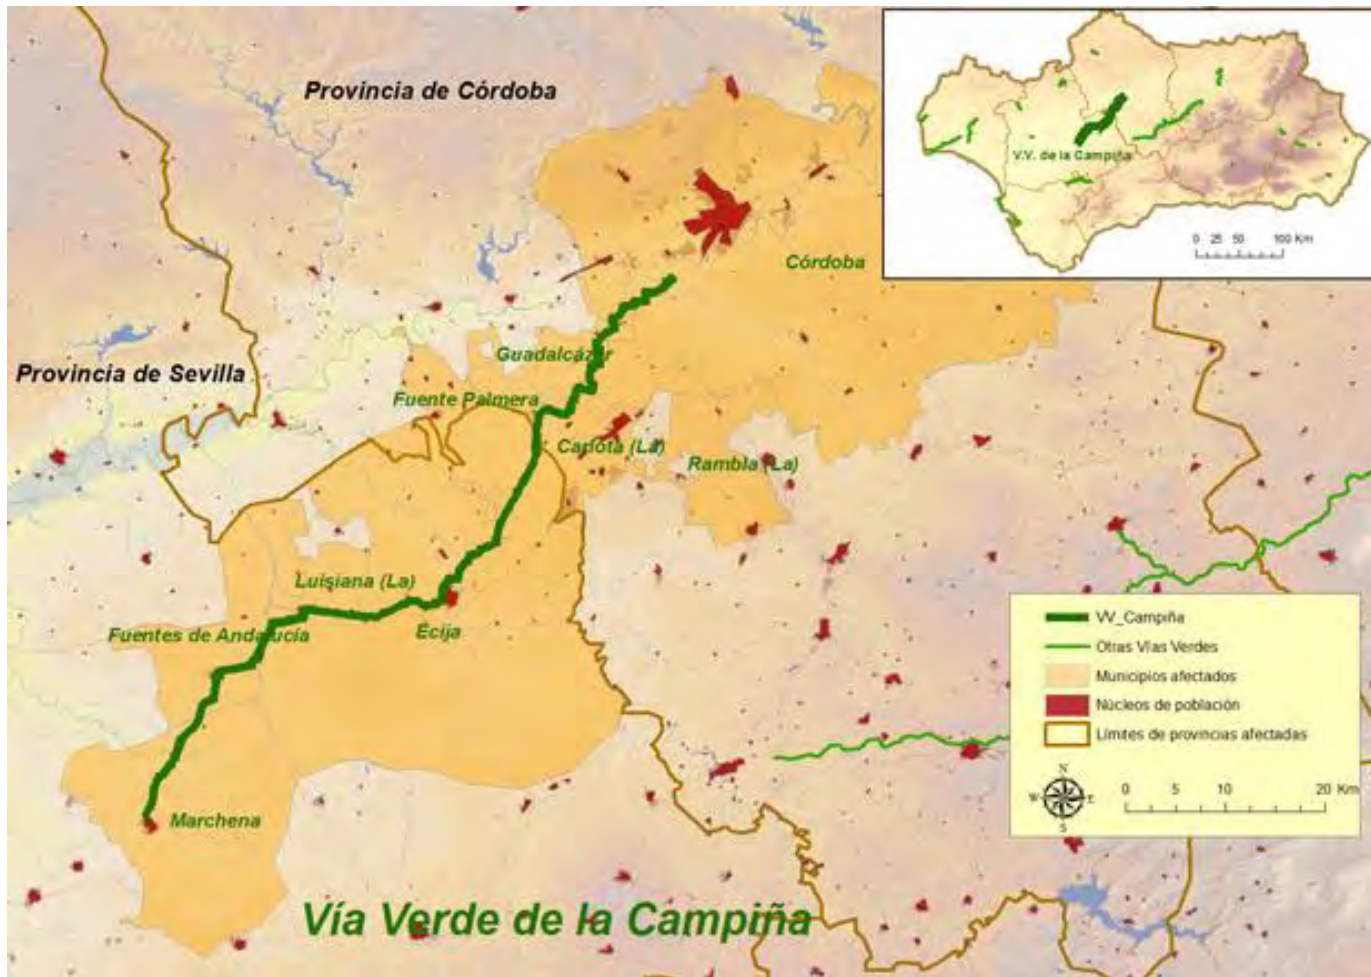 Provincia de Córdoba
V.V. de la Campiña
0 25 50 100 Km
Córdoba
Provincia de Sevilla
Guadalcázar
Fuente Palmera
Carlota (La)
Rambla (La)
Luisiana (La)
Fuentes de Andalucía
Écija
Marchena
VV_Campiña
Otras Vías Verdes
Municipios afectados
Núcleos de población
Límites de provincias afectadas
N
W E
S
0 5 10 20 Km
Vía Verde de la Campiña